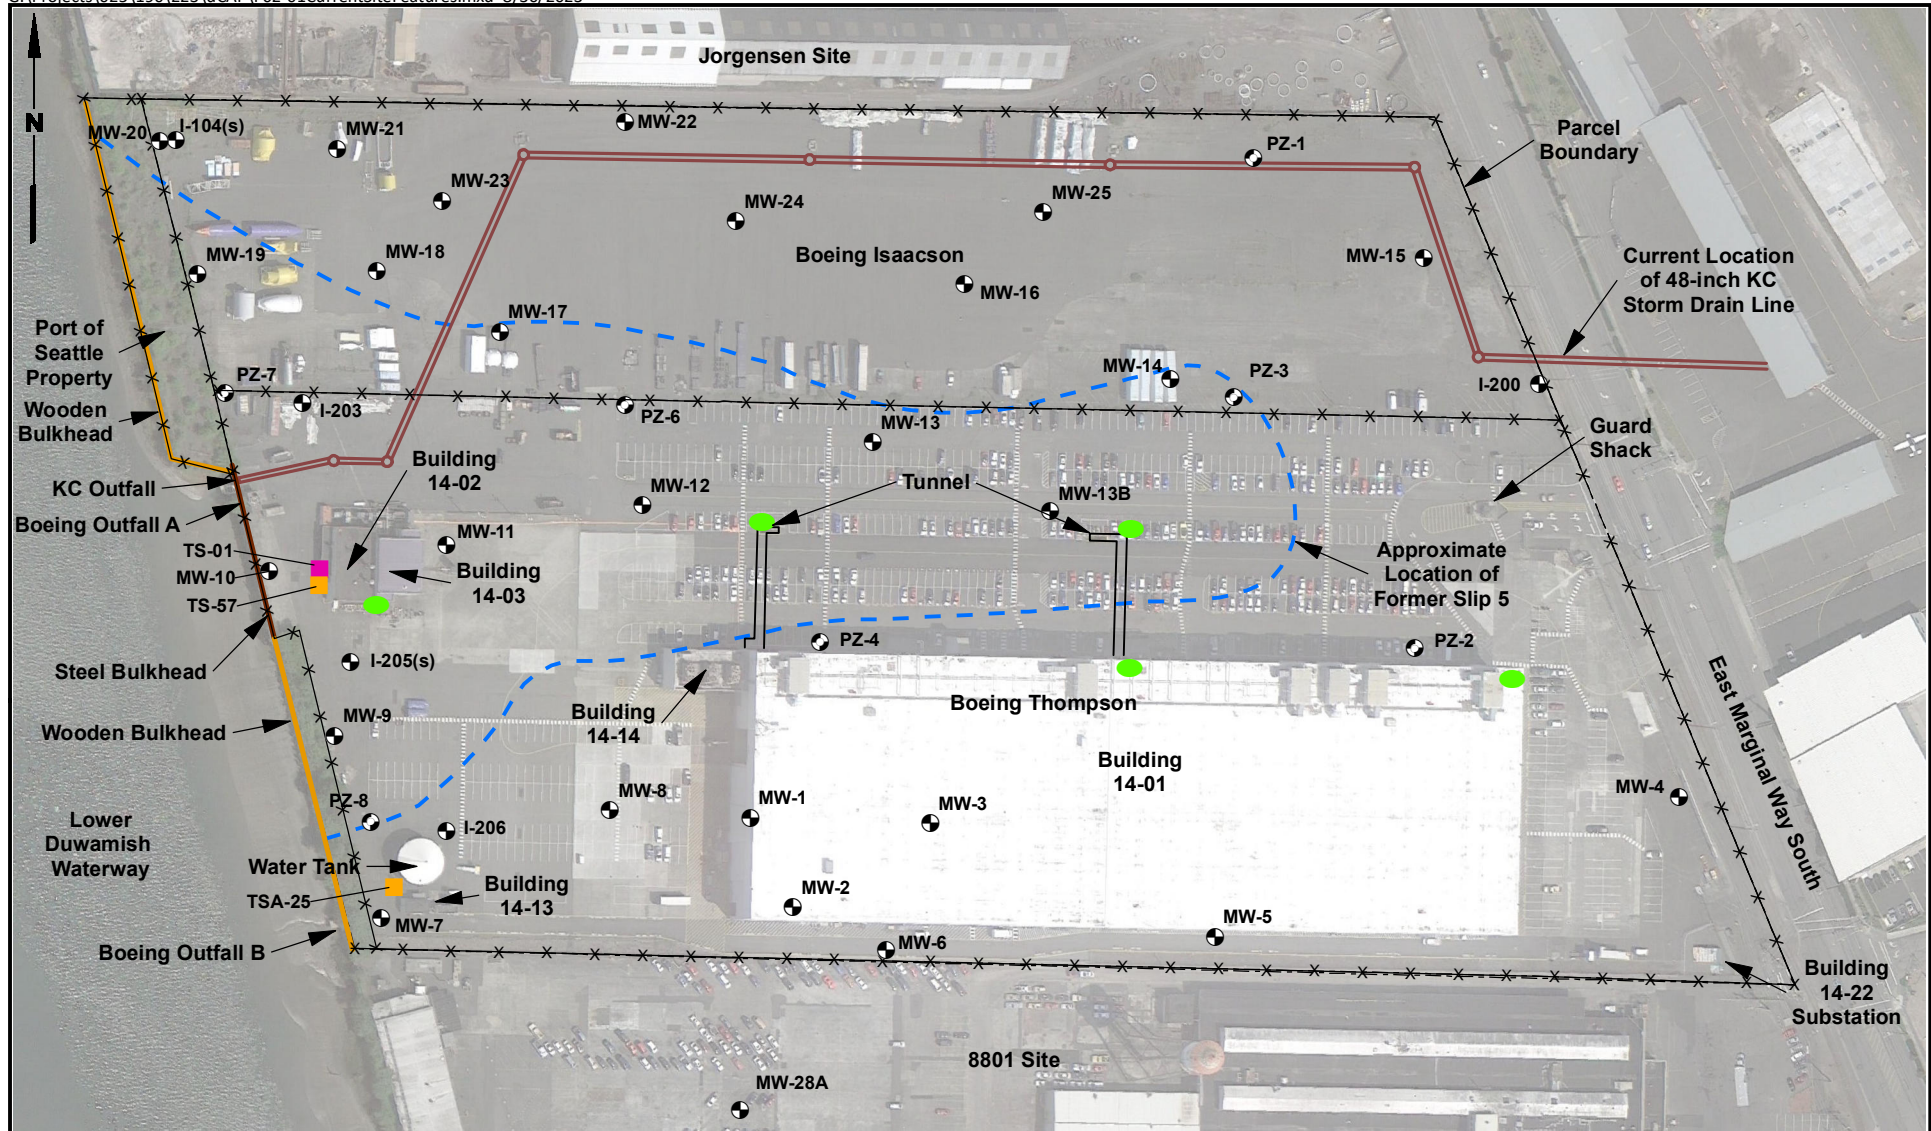 Jorgensen Site
N
MW-20
I-104(s)
MW-21
MW-22
PZ-1
Parcel
Boundary
MW-23
MW-24
MW-25
MW-19
MW-18
Boeing Isaacson
MW-15
Current Location
of 48-inch KC
Storm Drain Line
MW-16
MW-17
Port of
Seattle
Property
PZ-7
I-203
PZ-6
MW-14
PZ-3
I-200
Wooden
Bulkhead
MW-13
Guard
Shack
Building
14-02
KC Outfall
MW-12
Tunnel
MW-13B
Boeing Outfall A
TS-01
MW-10
TS-57
MW-11
Building
14-03
Approximate
Location of
Former Slip 5
PZ-4
PZ-2
Steel Bulkhead
I-205(s)
Boeing Thompson
Building
14-14
East Marginal Way South
Wooden Bulkhead
MW-9
Building
14-01
PZ-8
MW-8
MW-1
MW-3
MW-4
Lower
Duwamish
Waterway
I-206
Water Tank
TSA-25
Building
14-13
MW-2
MW-7
MW-5
MW-6
Boeing Outfall B
Building
14-22
Substation
8801 Site
MW-28A